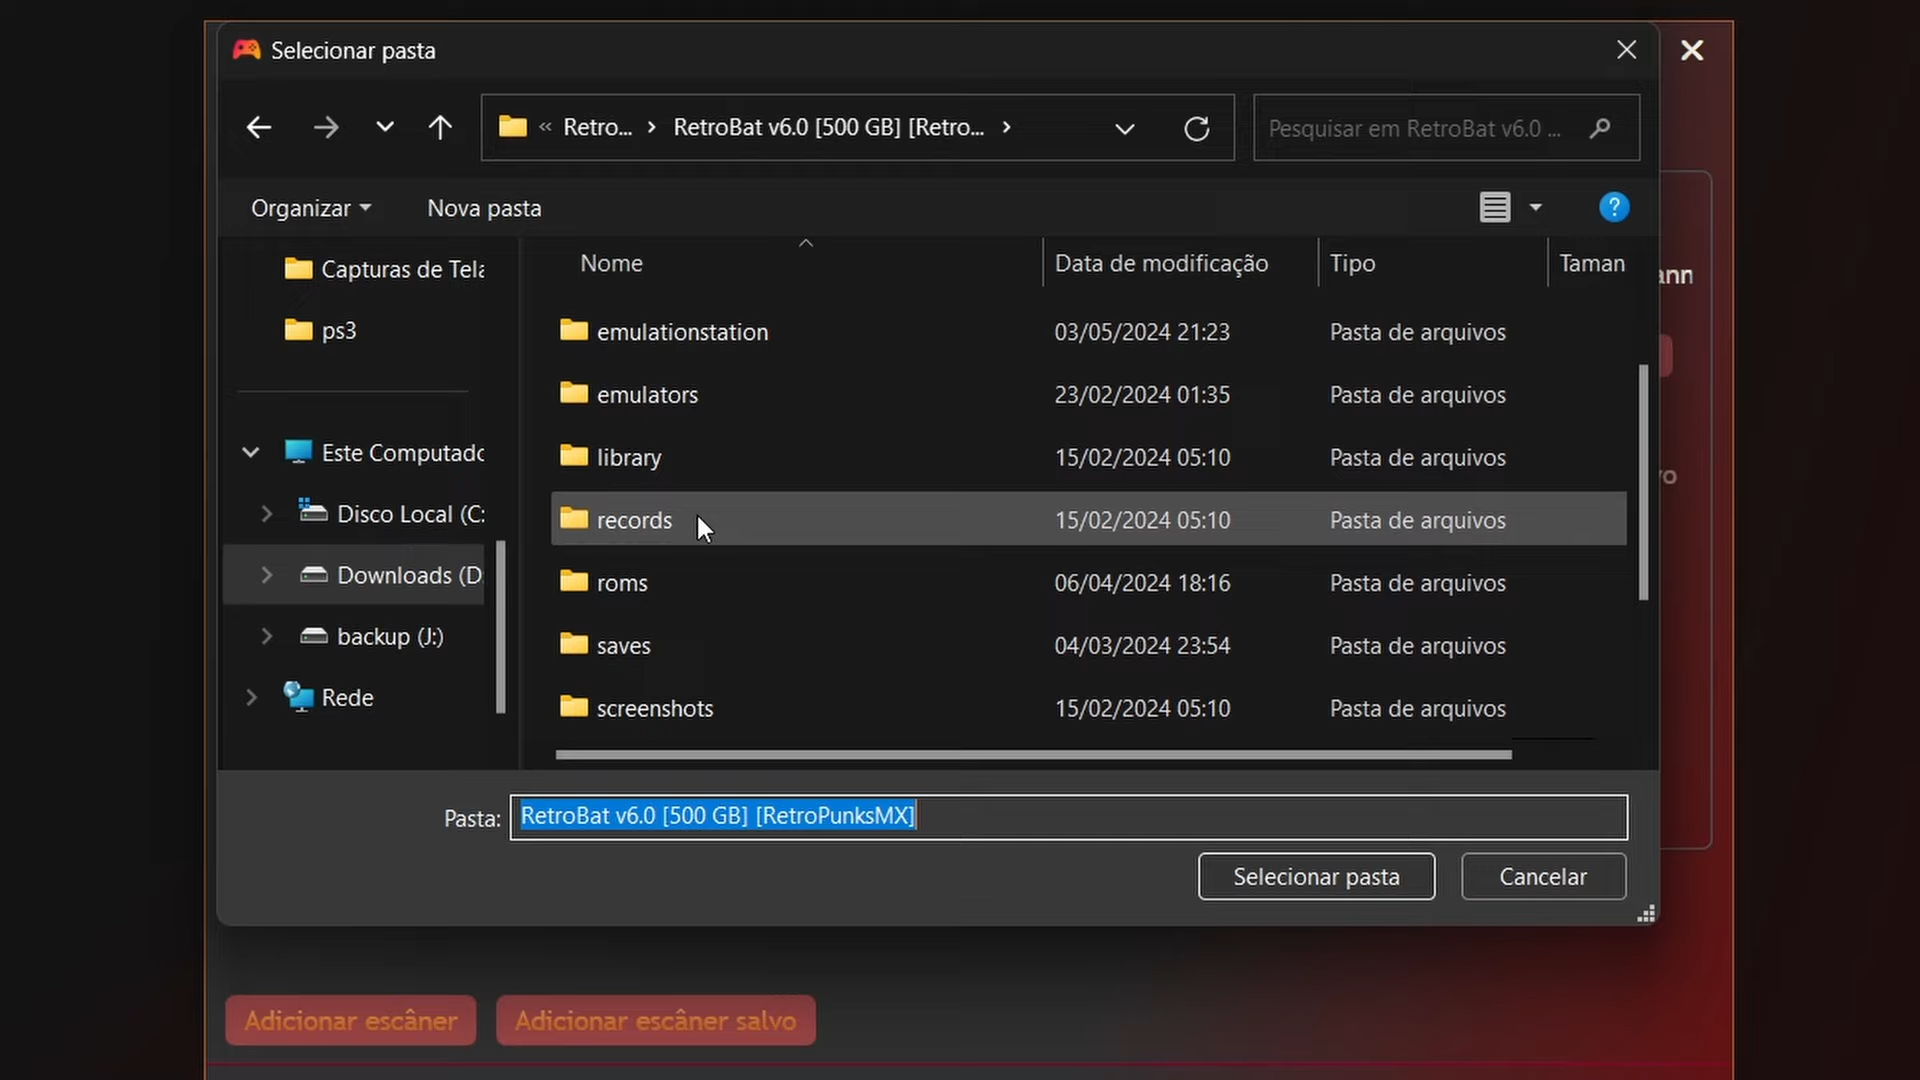 Selecionar pasta
« Retro... > RetroBat v6.0 [500 GB] [Retro... >
Pesquisar em RetroBat v6.0 ...
Organizar
Nova pasta
?
Capturas de Tela
ps3
Este Computado
Disco Local (C:
Downloads (D:
backup (J:)
Rede
Nome Data de modificação Tipo Taman
emulationstation 03/05/2024 21:23 Pasta de arquivos
emulators 23/02/2024 01:35 Pasta de arquivos
library 15/02/2024 05:10 Pasta de arquivos
records 15/02/2024 05:10 Pasta de arquivos
roms 06/04/2024 18:16 Pasta de arquivos
saves 04/03/2024 23:54 Pasta de arquivos
screenshots 15/02/2024 05:10 Pasta de arquivos
Pasta: RetroBat v6.0 [500 GB] [RetroPunksMX]
Selecionar pasta
Cancelar
Adicionar escâner
Adicionar escâner salvo